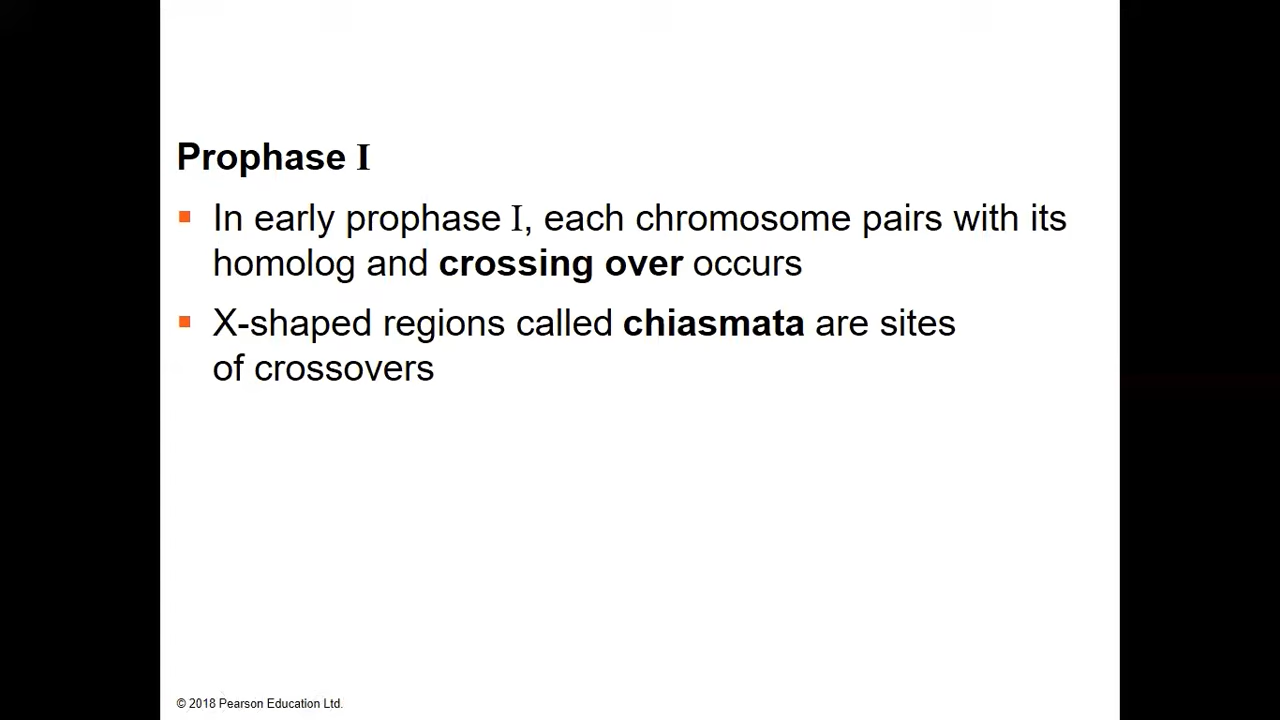 Prophase I
▪ In early prophase I, each chromosome pairs with its
homolog and crossing over occurs
▪ X-shaped regions called chiasmata are sites
of crossovers
© 2018 Pearson Education Ltd.